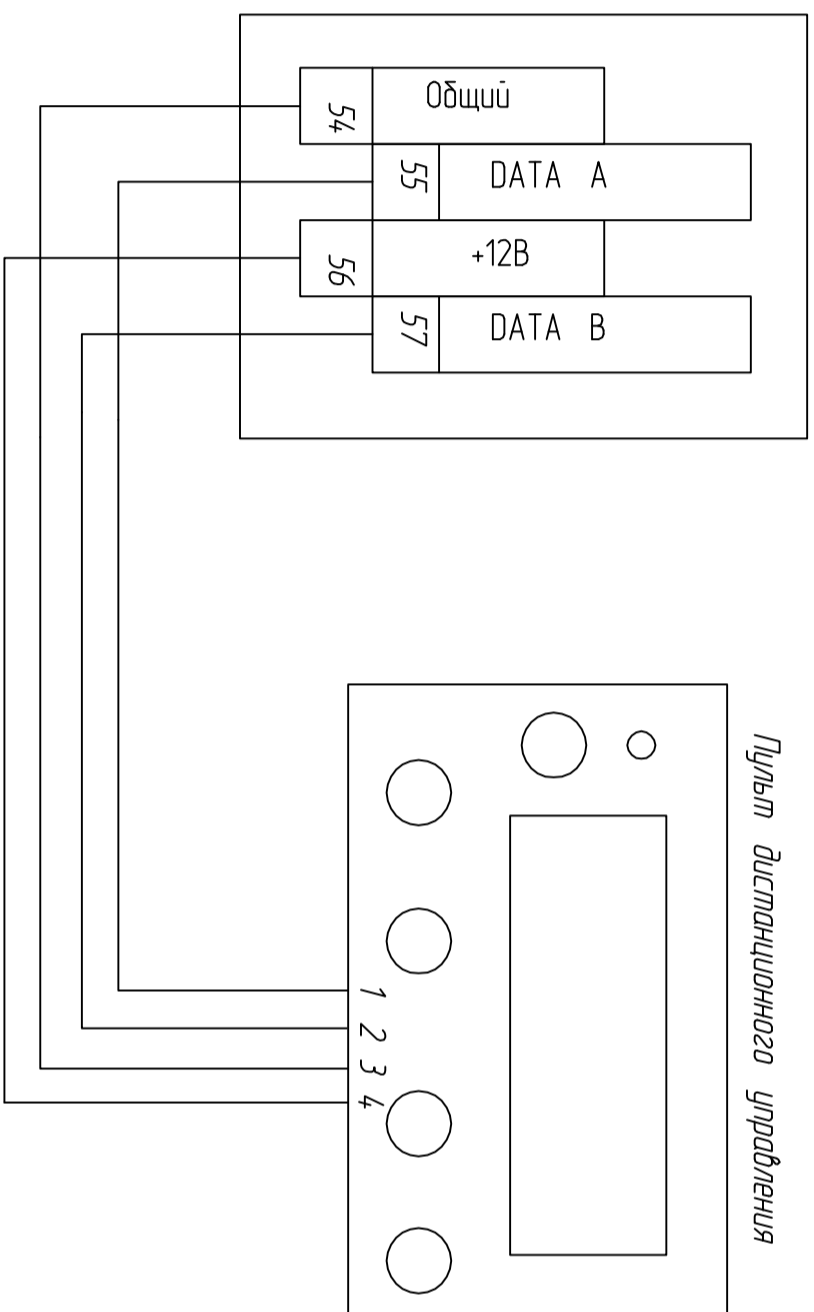 54 Общий
55 DATA A
56 +12В
57 DATA B
Пульт дистанционного управления
1
2
3
4